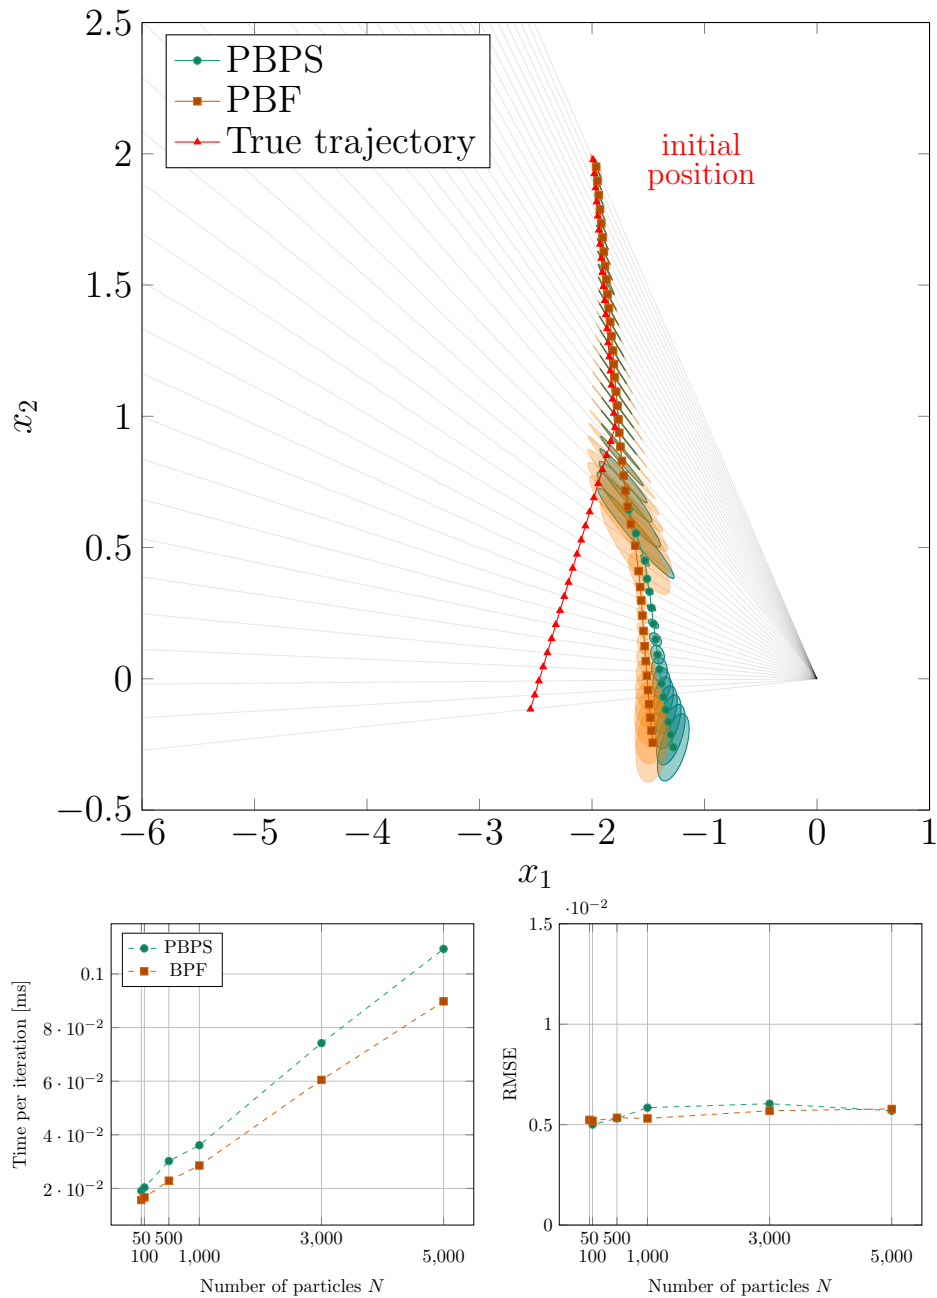 2.5
2
1.5
1
0.5
0
−0.5
x₂
PBPS
PBF
True trajectory
initial
position
−6 −5 −4 −3 −2 −1 0 1
x₁
PBPS
BPF
0.1
8 · 10⁻²
6 · 10⁻²
4 · 10⁻²
2 · 10⁻²
Time per iteration [ms]
50 500 3,000
100 1,000 5,000
Number of particles N
·10⁻²
1.5
1
0.5
0
RMSE
50 500 3,000
100 1,000 5,000
Number of particles N